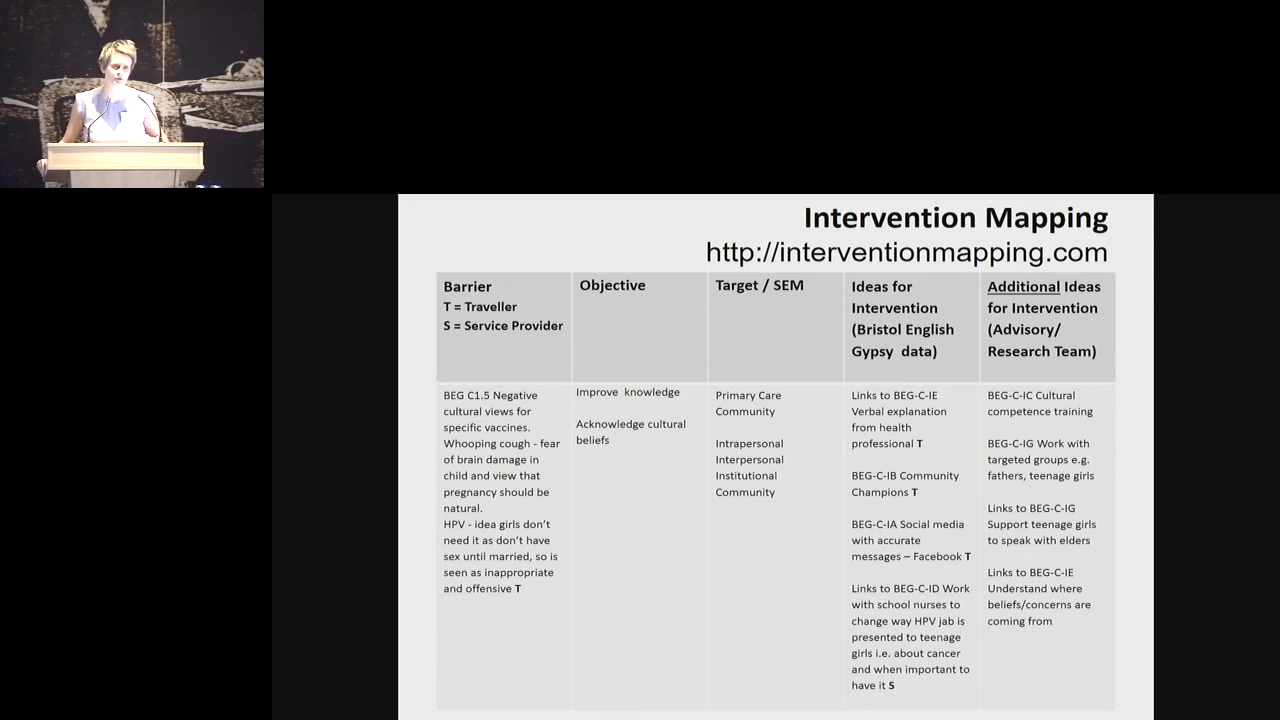 Intervention Mapping
http://interventionmapping.com
Barrier
T = Traveller
S = Service Provider
Objective
Target / SEM
Ideas for
Intervention
(Bristol English
Gypsy data)
Additional Ideas
for Intervention
(Advisory/
Research Team)
BEG C1.5 Negative
cultural views for
specific vaccines.
Whooping cough - fear
of brain damage in
child and view that
pregnancy should be
natural.
HPV - idea girls don't
need it as don't have
sex until married, so is
seen as inappropriate
and offensive T
Improve knowledge
Acknowledge cultural
beliefs
Primary Care
Community
Intrapersonal
Interpersonal
Institutional
Community
Links to BEG-C-IE
Verbal explanation
from health
professional T
BEG-C-IB Community
Champions T
BEG-C-IA Social media
with accurate
messages – Facebook T
Links to BEG-C-ID Work
with school nurses to
change way HPV jab is
presented to teenage
girls i.e. about cancer
and when important to
have it S
BEG-C-IC Cultural
competence training
BEG-C-IG Work with
targeted groups e.g.
fathers, teenage girls
Links to BEG-C-IG
Support teenage girls
to speak with elders
Links to BEG-C-IE
Understand where
beliefs/concerns are
coming from